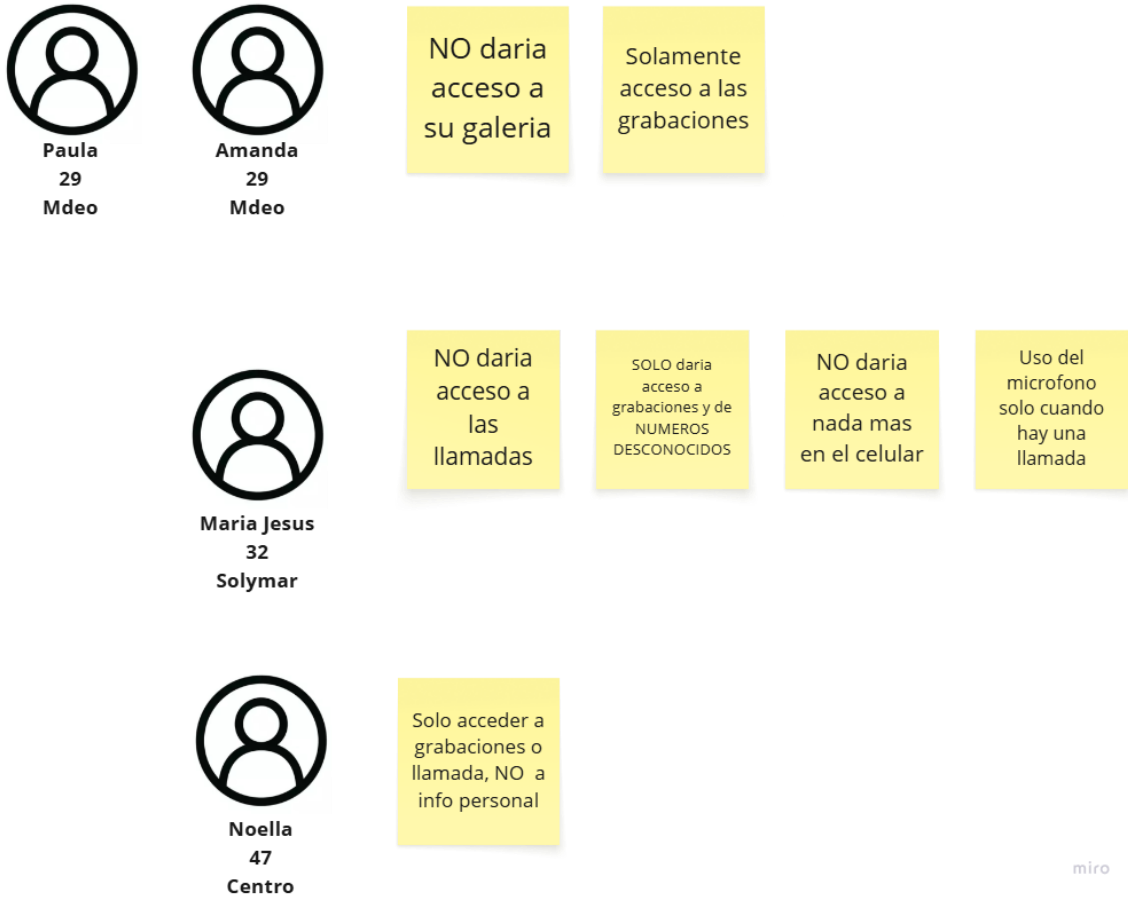 Paula
29
Mdeo
Amanda
29
Mdeo
NO daria
acceso a
su galeria
Solamente
acceso a las
grabaciones
Maria Jesus
32
Solymar
NO daria
acceso a
las
llamadas
SOLO daria
acceso a
grabaciones y de
NUMEROS
DESCONOCIDOS
NO daria
acceso a
nada mas
en el celular
Uso del
microfono
solo cuando
hay una
llamada
Noella
47
Centro
Solo acceder a
grabaciones o
llamada, NO a
info personal
miro